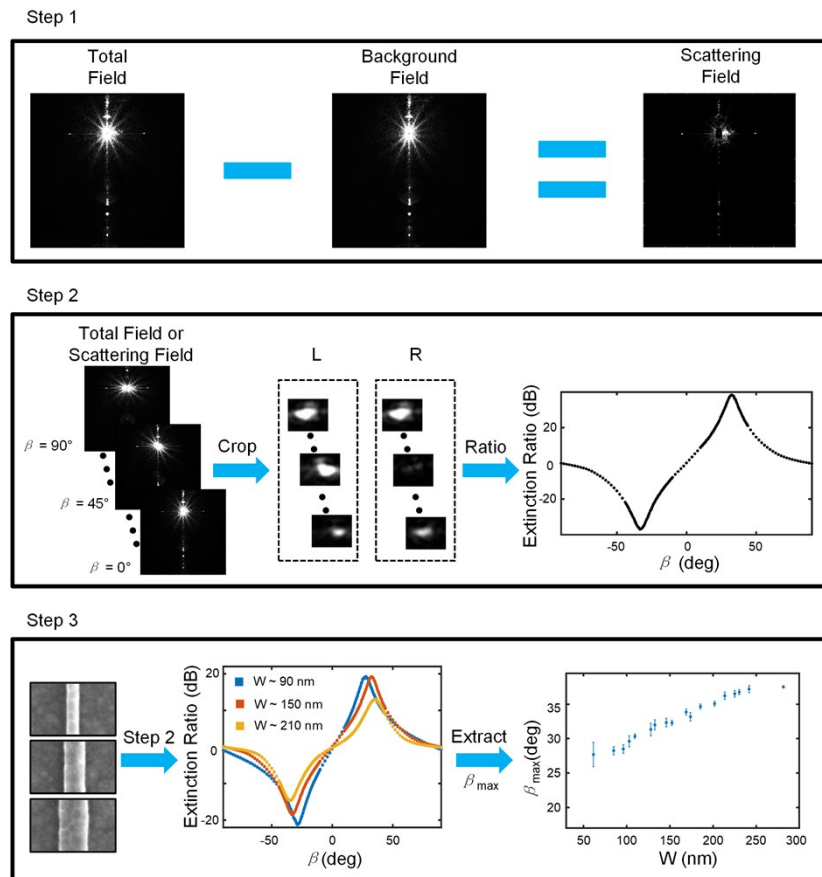 Step 1
Total
Field
Background
Field
Scattering
Field
Step 2
Total Field or
Scattering Field
β = 90°
β = 45°
β = 0°
Crop
L
R
Ratio
Extinction Ratio (dB)
20
0
-20
-50
0
50
β (deg)
Step 3
Step 2
Extinction Ratio (dB)
20
0
-20
W ~ 90 nm
W ~ 150 nm
W ~ 210 nm
-50
0
50
β (deg)
Extract
βmax
βmax(deg)
35
30
25
20
50
100
150
200
250
300
W (nm)